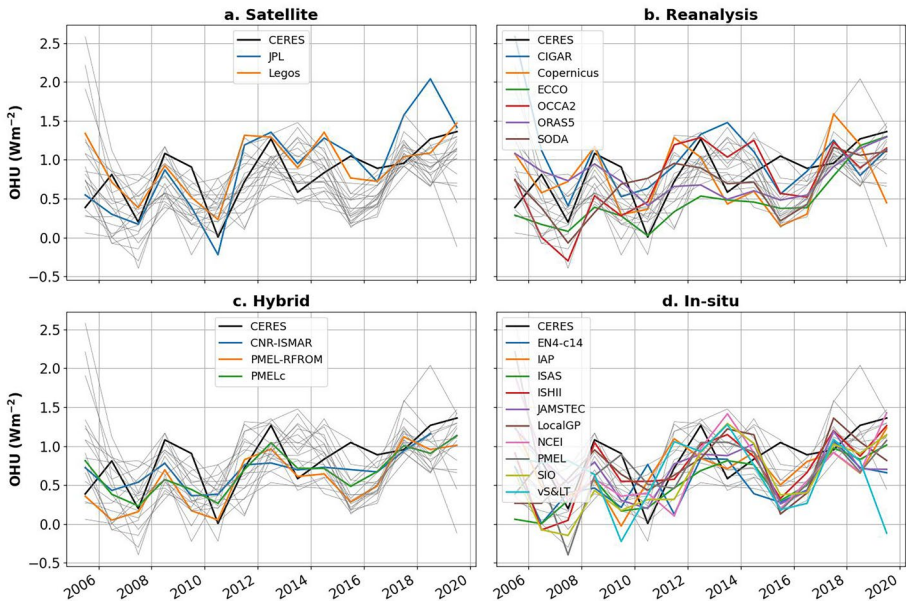 a. Satellite
OHU (Wm⁻²)
2.5
2.0
1.5
1.0
0.5
0.0
−0.5
CERES
JPL
Legos
b. Reanalysis
CERES
CIGAR
Copernicus
ECCO
OCCA2
ORAS5
SODA
c. Hybrid
OHU (Wm⁻²)
2.5
2.0
1.5
1.0
0.5
0.0
−0.5
CERES
CNR-ISMAR
PMEL-RFROM
PMELc
2006
2008
2010
2012
2014
2016
2018
2020
d. In-situ
CERES
EN4-c14
IAP
ISAS
ISHII
JAMSTEC
LocalGP
NCEI
PMEL
SIO
vS&LT
2006
2008
2010
2012
2014
2016
2018
2020